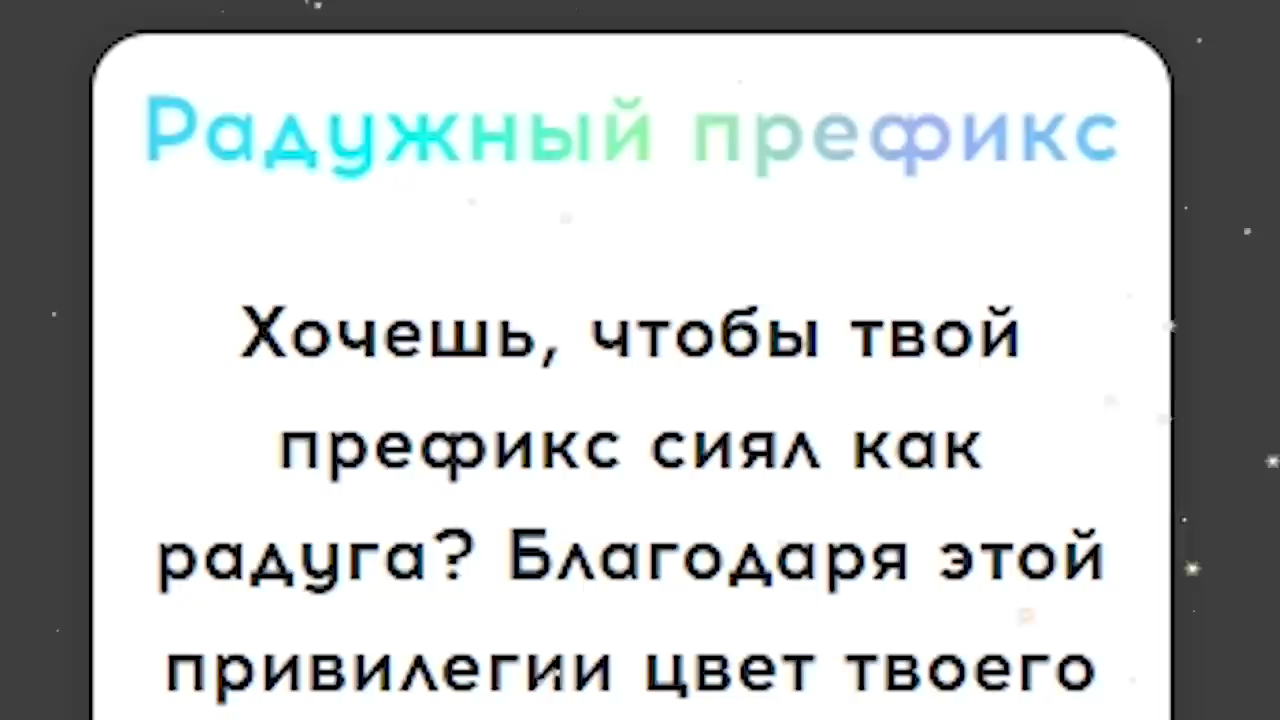 Радужный префикс
Хочешь, чтобы твой
префикс сиял как
радуга? Благодаря этой
привилегии цвет твоего